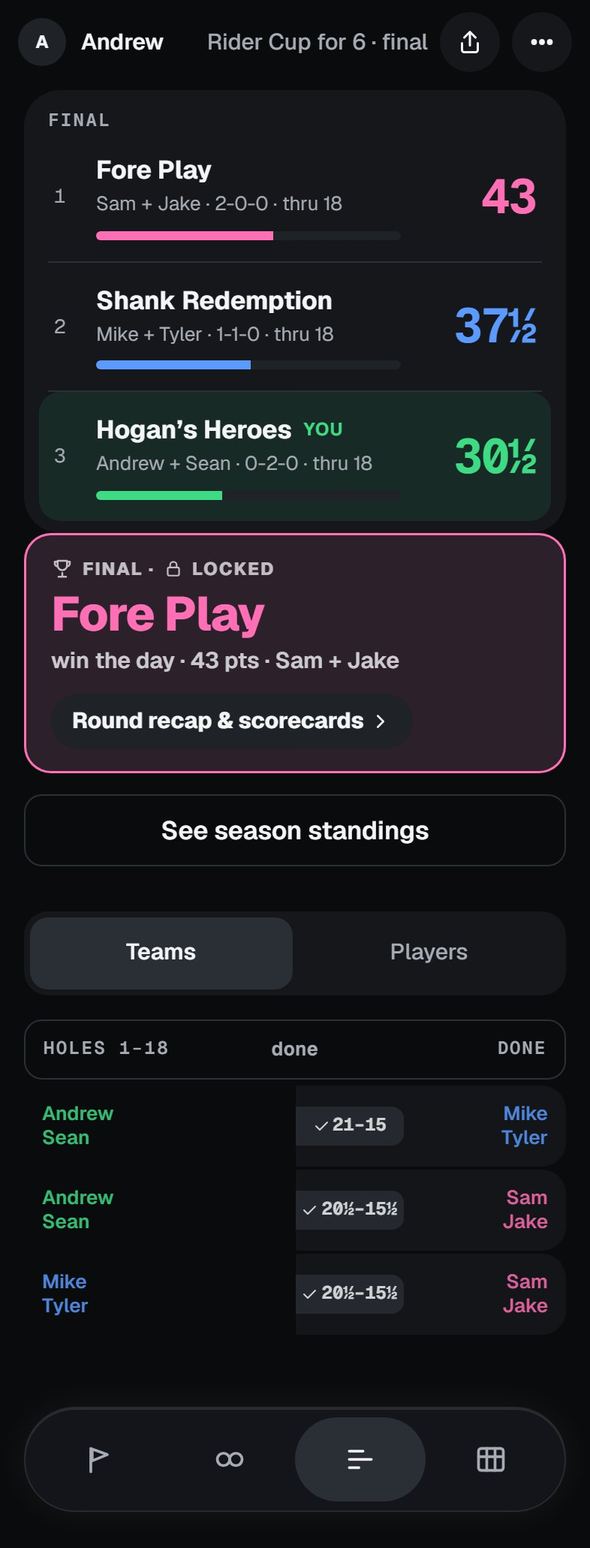 A Andrew Rider Cup for 6 · final
FINAL
1
Fore Play
Sam + Jake · 2-0-0 · thru 18
43
2
Shank Redemption
Mike + Tyler · 1-1-0 · thru 18
37½
3
Hogan’s Heroes YOU
Andrew + Sean · 0-2-0 · thru 18
30½
FINAL · LOCKED
Fore Play
win the day · 43 pts · Sam + Jake
Round recap & scorecards
See season standings
Teams Players
HOLES 1–18 done DONE
Andrew
Sean
21–15
Mike
Tyler
Andrew
Sean
20½–15½
Sam
Jake
Mike
Tyler
20½–15½
Sam
Jake